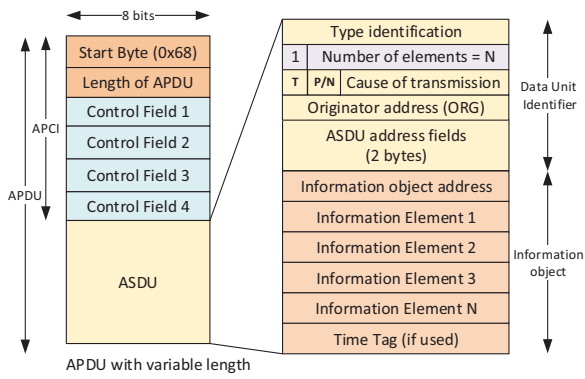 8 bits
Start Byte (0x68)
Length of APDU
Control Field 1
Control Field 2
Control Field 3
Control Field 4
ASDU
APCI
APDU
APDU with variable length
Type identification
1 Number of elements = N
T P/N Cause of transmission
Originator address (ORG)
ASDU address fields
(2 bytes)
Information object address
Information Element 1
Information Element 2
Information Element 3
Information Element N
Time Tag (if used)
Data Unit
Identifier
Information
object